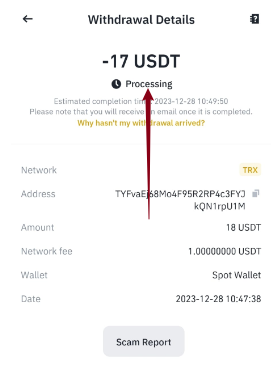 Withdrawal Details
-17 USDT
Processing
Estimated completion time 2023-12-28 10:49:50
Please note that you will receive an email once it is completed.
Why hasn't my withdrawal arrived?
Network TRX
Address TYFvaEj68Mo4F95R2RP4c3FYJ
kQN1rpU1M
Amount 18 USDT
Network fee 1.00000000 USDT
Wallet Spot Wallet
Date 2023-12-28 10:47:38
Scam Report